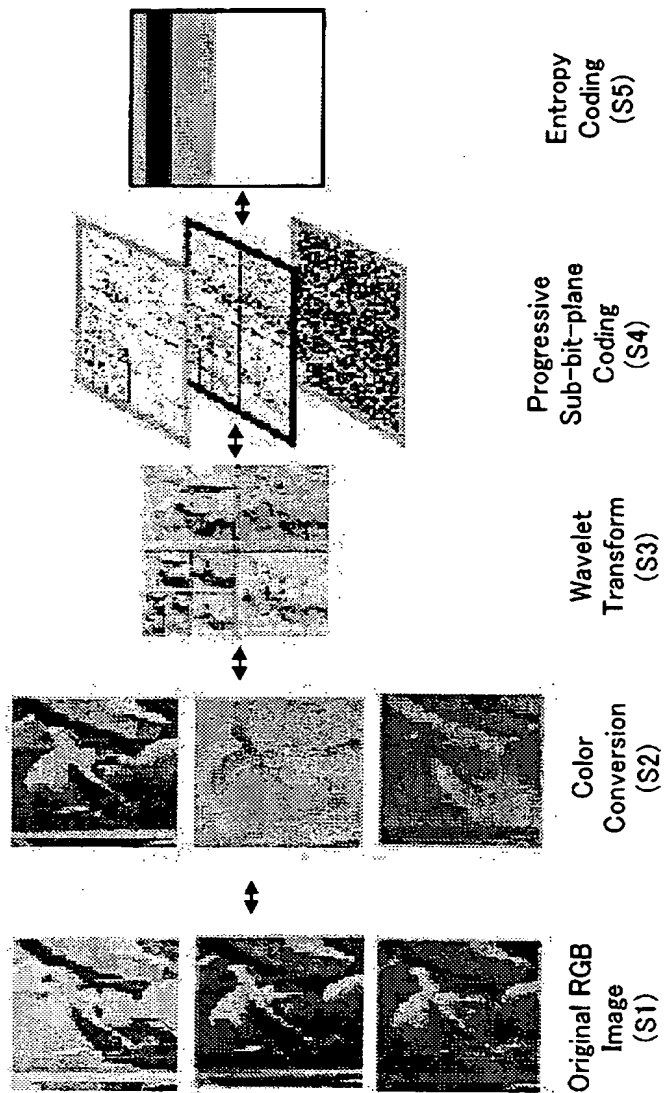 Original RGB
Image
(S1)
Color
Conversion
(S2)
Wavelet
Transform
(S3)
Progressive
Sub-bit-plane
Coding
(S4)
Entropy
Coding
(S5)